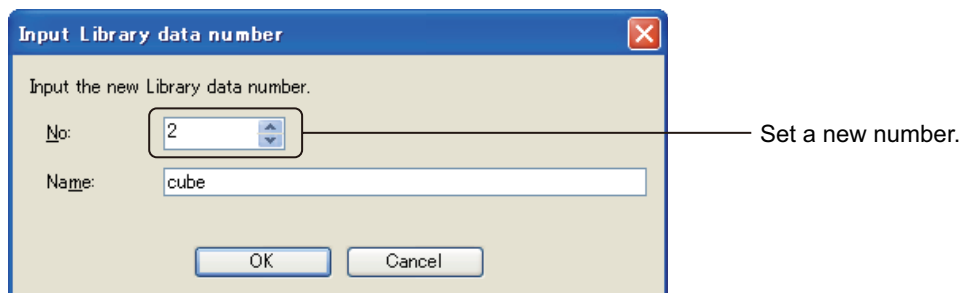 Input Library data number
Input the new Library data number.
No: 2
Set a new number.
Name: cube
OK Cancel